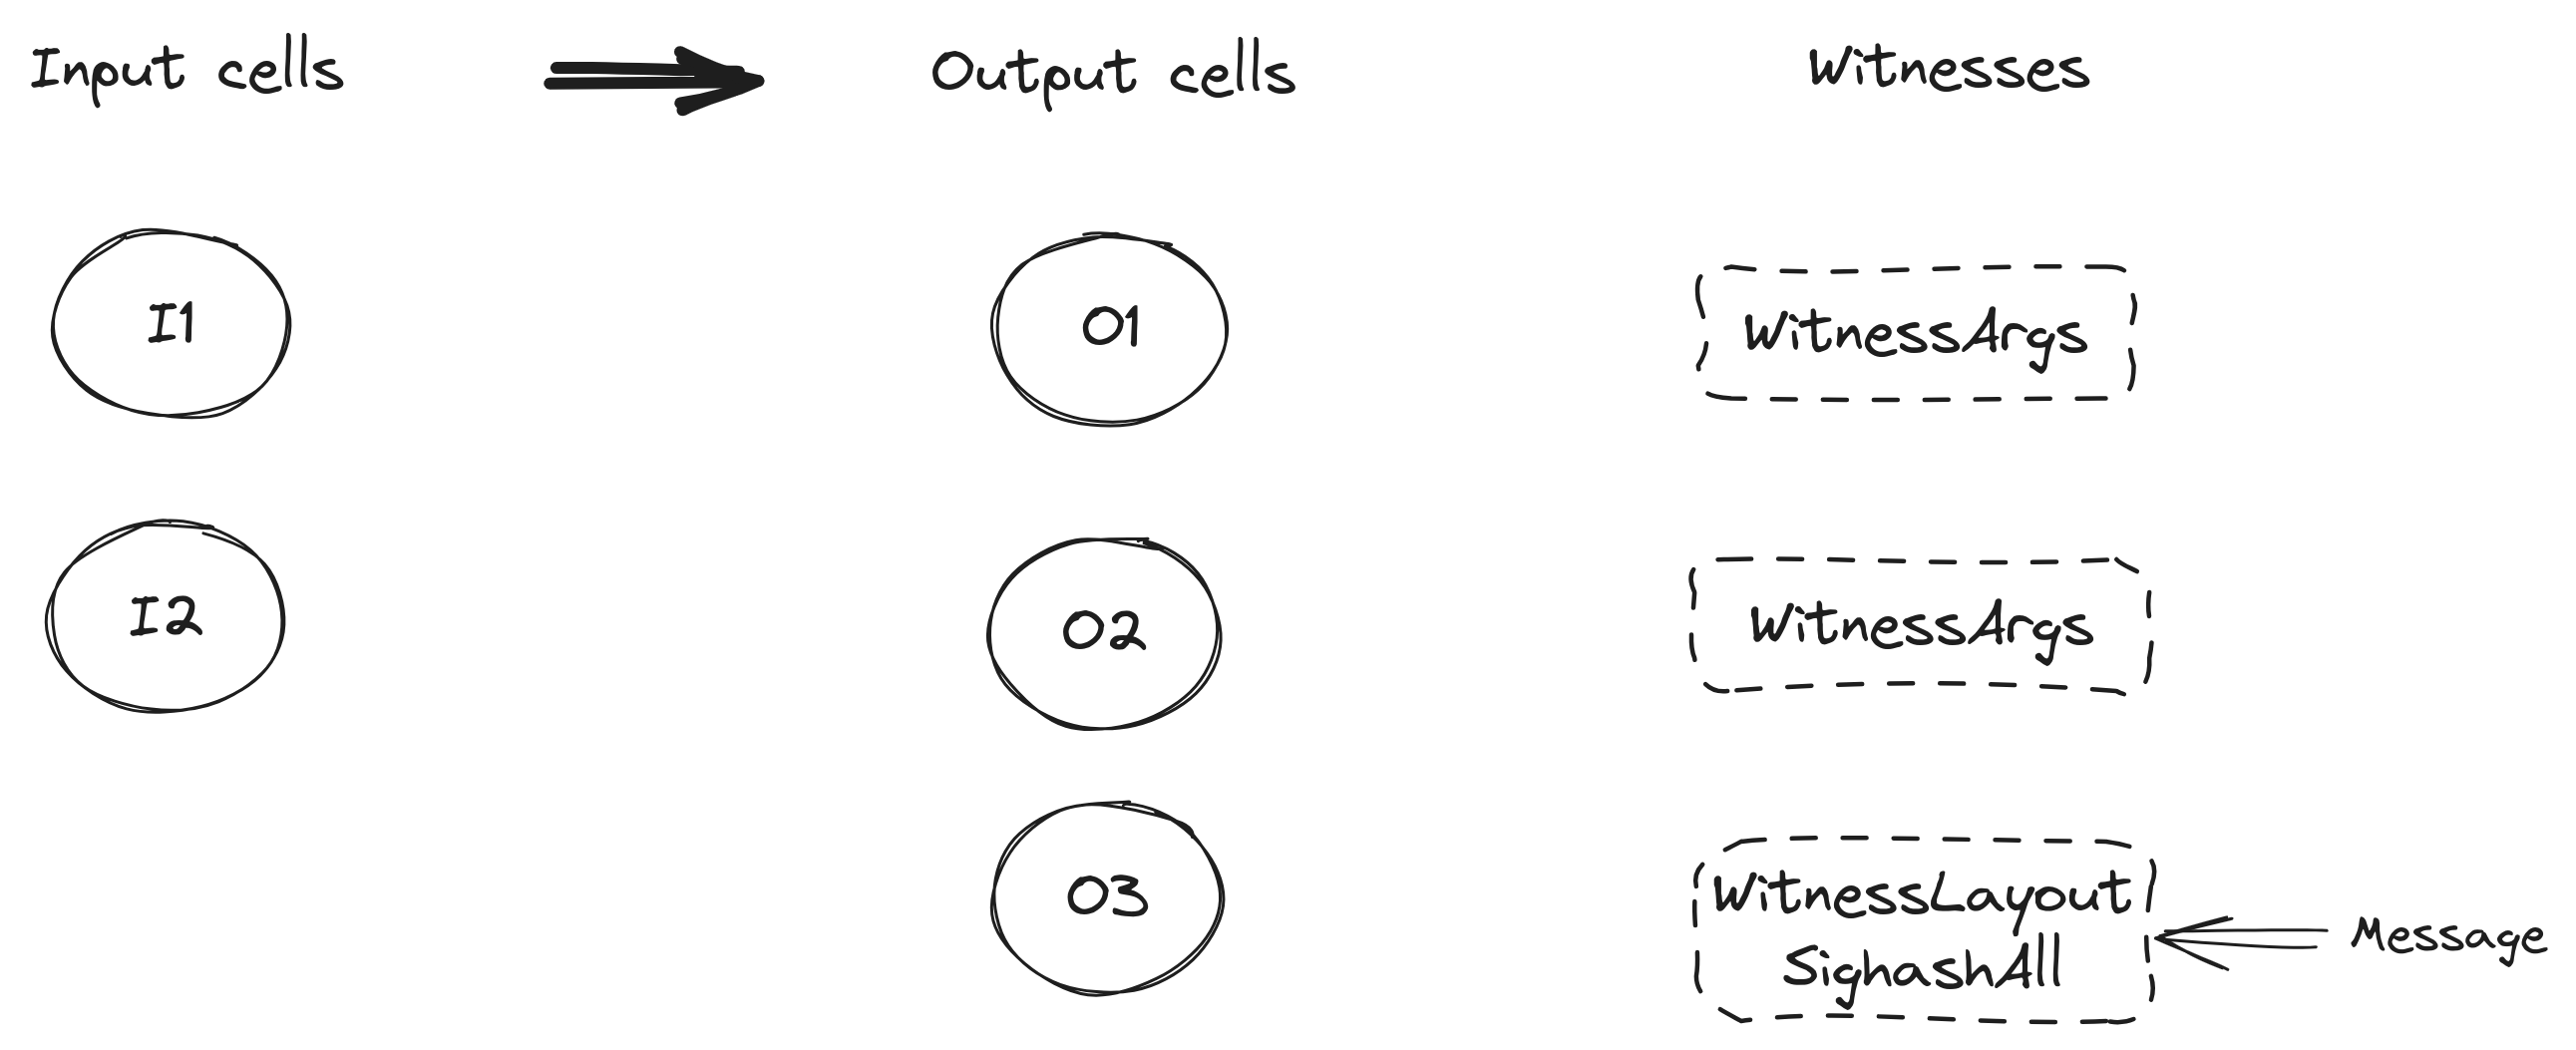 Input cells
Output cells
Witnesses
I1
O1
WitnessArgs
I2
O2
WitnessArgs
O3
WitnessLayout
SighashAll
Message